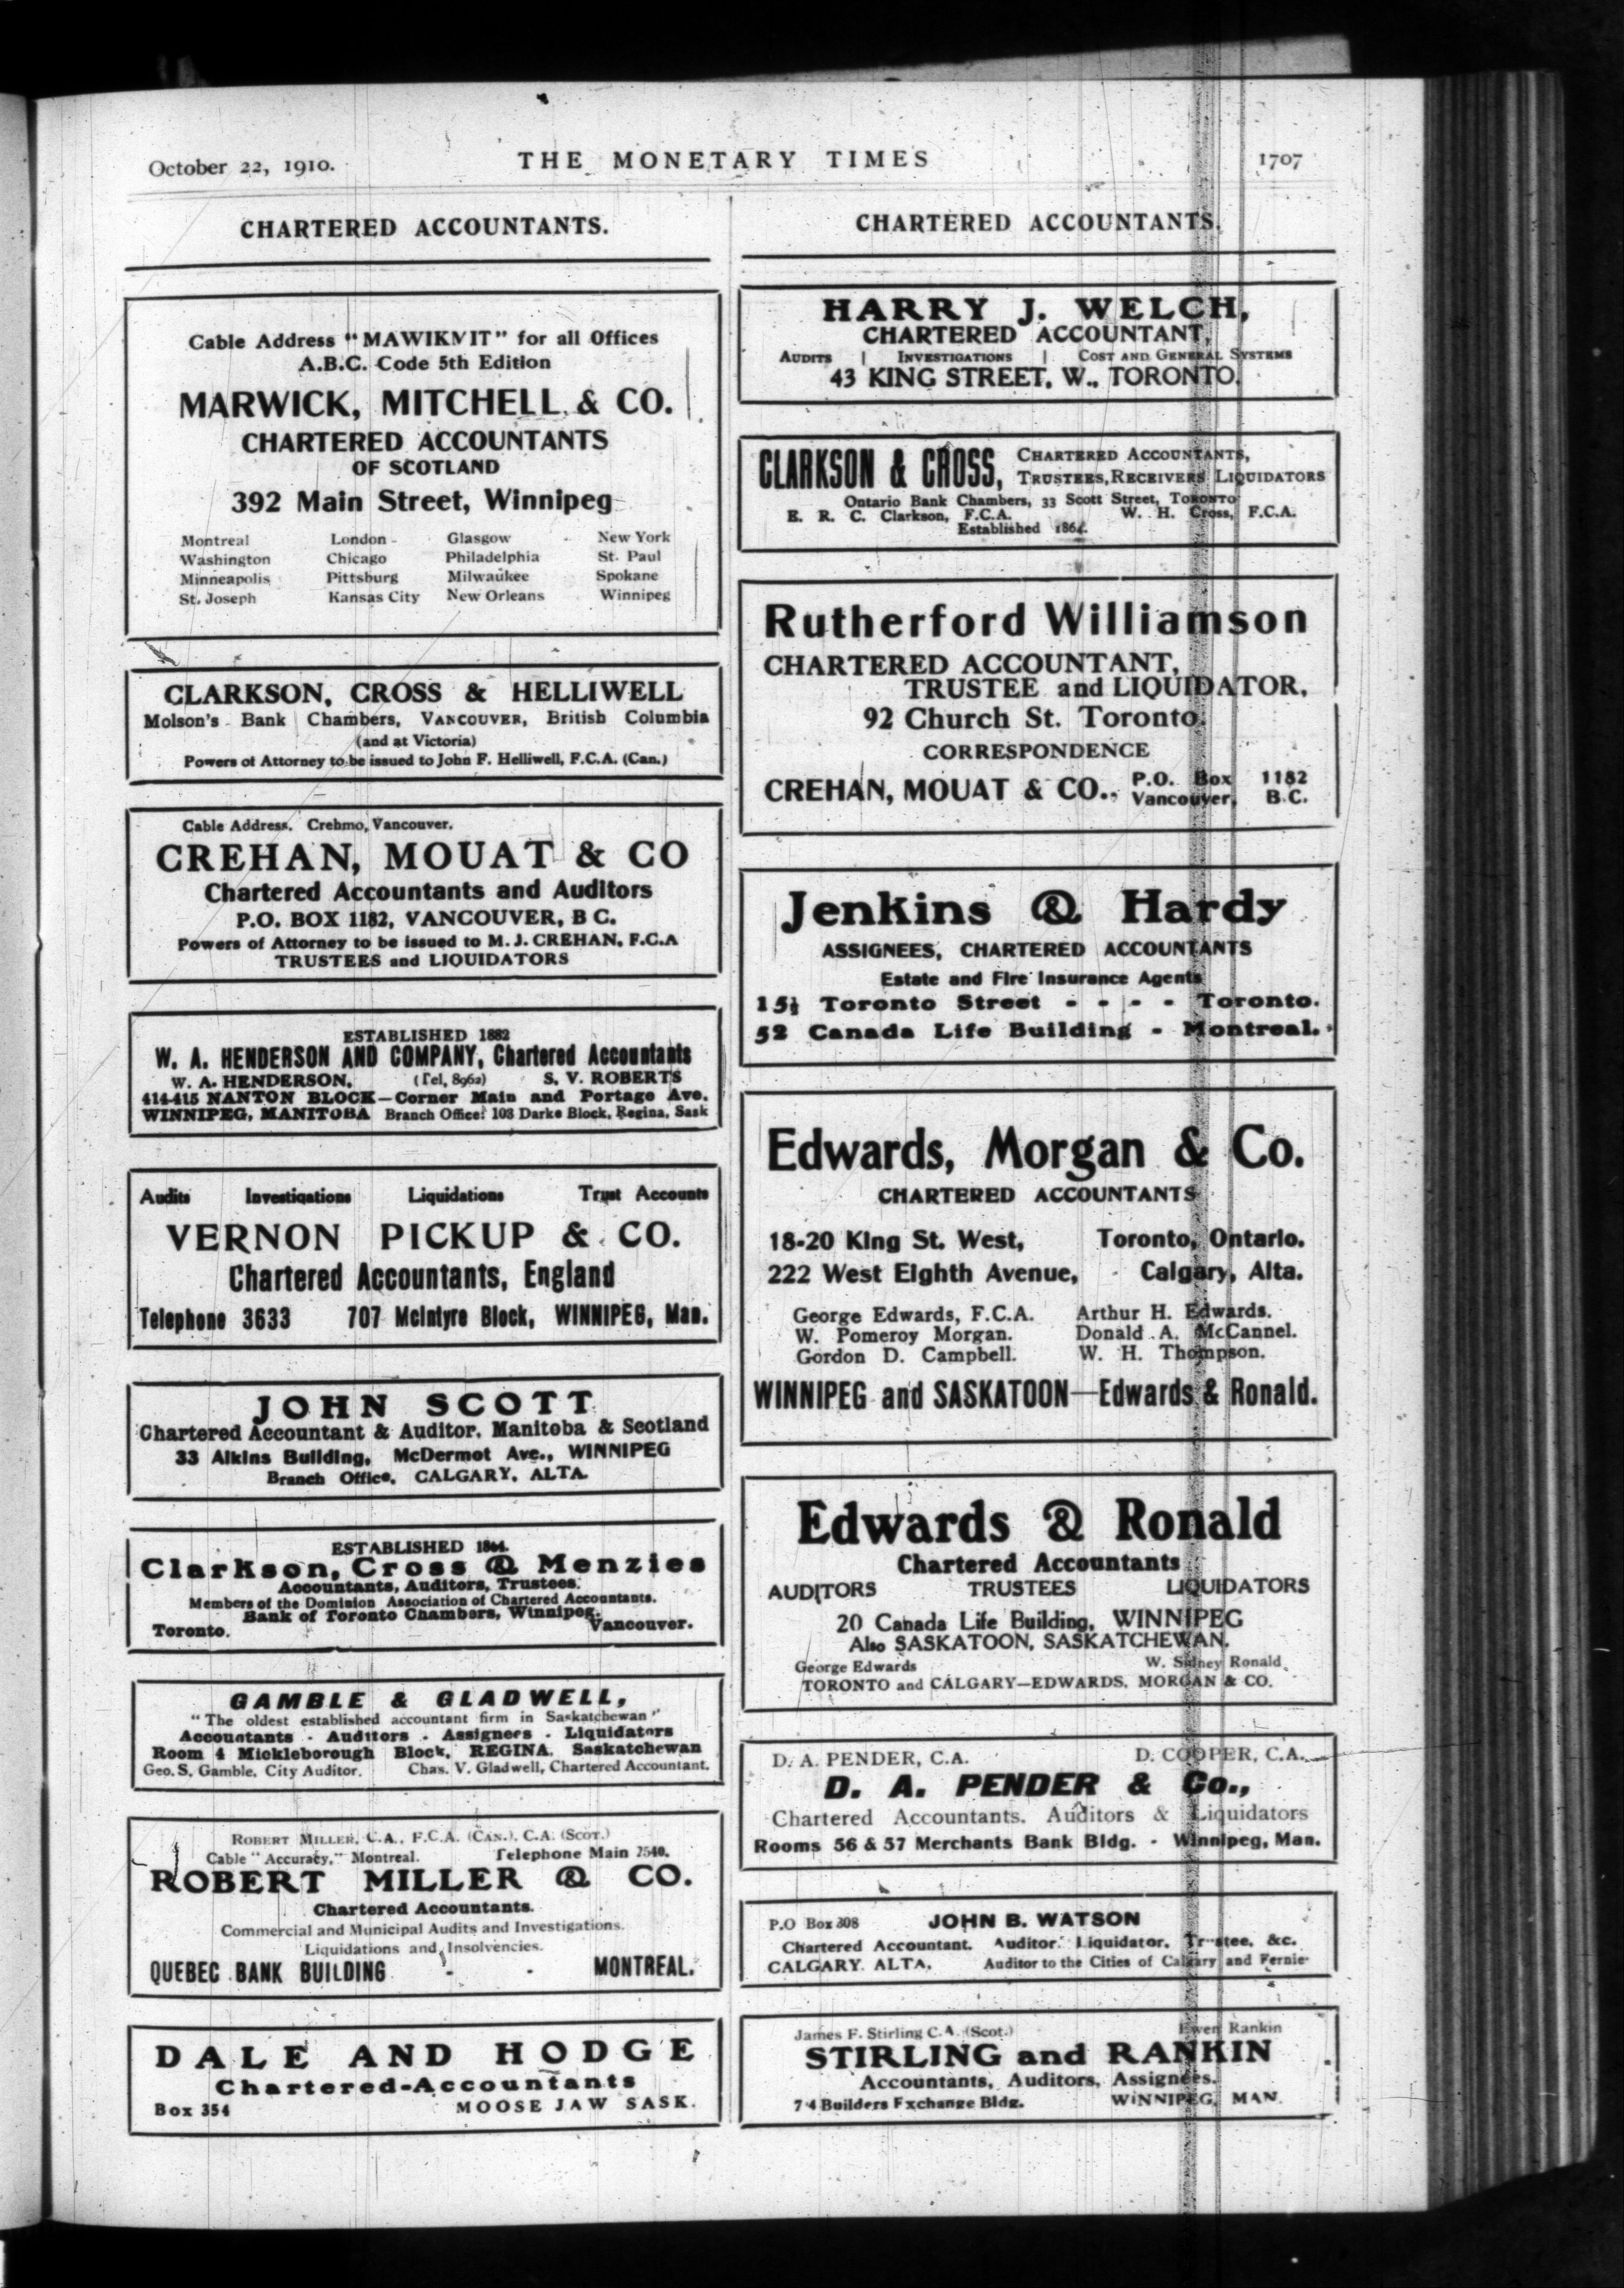 October 22, 1910.
THE MONETARY TIMES
1707
CHARTERED ACCOUNTANTS.
Cable Address "MAWIKMIT" for all Offices
A.B.C. Code 5th Edition
MARWICK, MITCHELL & CO.
CHARTERED ACCOUNTANTS
OF SCOTLAND
392 Main Street, Winnipeg
Montreal London Glasgow New York
Washington Chicago Philadelphia St. Paul
Minneapolis Pittsburg Milwaukee Spokane
St. Joseph Kansas City New Orleans Winnipeg
CLARKSON, CROSS & HELLIWELL
Molson's Bank Chambers, VANCOUVER, British Columbia
(and at Victoria)
Powers of Attorney to be issued to John F. Helliwell, F.C.A. (Can.)
Cable Address. Crehmo, Vancouver.
CREHAN, MOUAT & CO
Chartered Accountants and Auditors
P.O. BOX 1182, VANCOUVER, B C.
Powers of Attorney to be issued to M. J. CREHAN, F.C.A
TRUSTEES and LIQUIDATORS
ESTABLISHED 1882
W. A. HENDERSON AND COMPANY, Chartered Accountants
W. A. HENDERSON. (Tel, 8962) S. V. ROBERTS
414-415 NANTON BLOCK—Corner Main and Portage Ave.
WINNIPEG, MANITOBA Branch Office: 108 Darke Block, Regina, Sask
Audits Investigations Liquidations Trust Accounts
VERNON PICKUP & CO.
Chartered Accountants, England
Telephone 3633 707 McIntyre Block, WINNIPEG, Man.
JOHN SCOTT
Chartered Accountant & Auditor. Manitoba & Scotland
33 Aikins Building, McDermot Ave., WINNIPEG
Branch Office, CALGARY, ALTA.
ESTABLISHED 1864.
Clarkson, Cross & Menzies
Accountants, Auditors, Trustees.
Members of the Dominion Association of Chartered Accountants.
Bank of Toronto Chambers, Winnipeg.
Toronto. Vancouver.
GAMBLE & GLADWELL,
"The oldest established accountant firm in Saskatchewan"
Accountants - Auditors - Assignees - Liquidators
Room 4 Mickleborough Block, REGINA. Saskatchewan
Geo. S. Gamble, City Auditor. Chas. V. Gladwell, Chartered Accountant.
ROBERT MILLER, C.A., F.C.A. (CAN.), C.A. (SCOT.)
Cable "Accuracy," Montreal. Telephone Main 2540.
ROBERT MILLER & CO.
Chartered Accountants.
Commercial and Municipal Audits and Investigations.
Liquidations and Insolvencies.
QUEBEC BANK BUILDING - - MONTREAL.
DALE AND HODGE
Chartered-Accountants
Box 354 MOOSE JAW SASK.
CHARTERED ACCOUNTANTS.
HARRY J. WELCH,
CHARTERED ACCOUNTANT,
AUDITS | INVESTIGATIONS | COST AND GENERAL SYSTEMS
43 KING STREET, W., TORONTO.
CLARKSON & CROSS, CHARTERED ACCOUNTANTS,
TRUSTEES, RECEIVERS LIQUIDATORS
Ontario Bank Chambers, 33 Scott Street, TORONTO
E. R. C. Clarkson, F.C.A. W. H. Cross, F.C.A.
Established 1864.
Rutherford Williamson
CHARTERED ACCOUNTANT,
TRUSTEE and LIQUIDATOR,
92 Church St. Toronto.
CORRESPONDENCE
CREHAN, MOUAT & CO., P.O. Box 1182
Vancouver, B.C.
Jenkins & Hardy
ASSIGNEES, CHARTERED ACCOUNTANTS
Estate and Fire Insurance Agents
15½ Toronto Street - - - - Toronto.
52 Canada Life Building - Montreal.
Edwards, Morgan & Co.
CHARTERED ACCOUNTANTS
18-20 King St. West, Toronto, Ontario.
222 West Eighth Avenue, Calgary, Alta.
George Edwards, F.C.A. Arthur H. Edwards.
W. Pomeroy Morgan. Donald A. McCannel.
Gordon D. Campbell. W. H. Thompson.
WINNIPEG and SASKATOON—Edwards & Ronald.
Edwards & Ronald
Chartered Accountants
AUDITORS TRUSTEES LIQUIDATORS
20 Canada Life Building, WINNIPEG
Also SASKATOON, SASKATCHEWAN.
George Edwards W. Sidney Ronald
TORONTO and CALGARY—EDWARDS, MORGAN & CO.
D. A. PENDER, C.A. D. COOPER, C.A.
D. A. PENDER & Co.,
Chartered Accountants. Auditors & Liquidators
Rooms 56 & 57 Merchants Bank Bldg. - Winnipeg, Man.
P.O Box 308 JOHN B. WATSON
Chartered Accountant. Auditor. Liquidator, Trustee, &c.
CALGARY. ALTA. Auditor to the Cities of Calgary and Fernie
James F. Stirling C.A. (Scot.) Ewen Rankin
STIRLING and RANKIN
Accountants, Auditors, Assignees.
Builders Exchange Bldg. WINNIPEG, MAN.